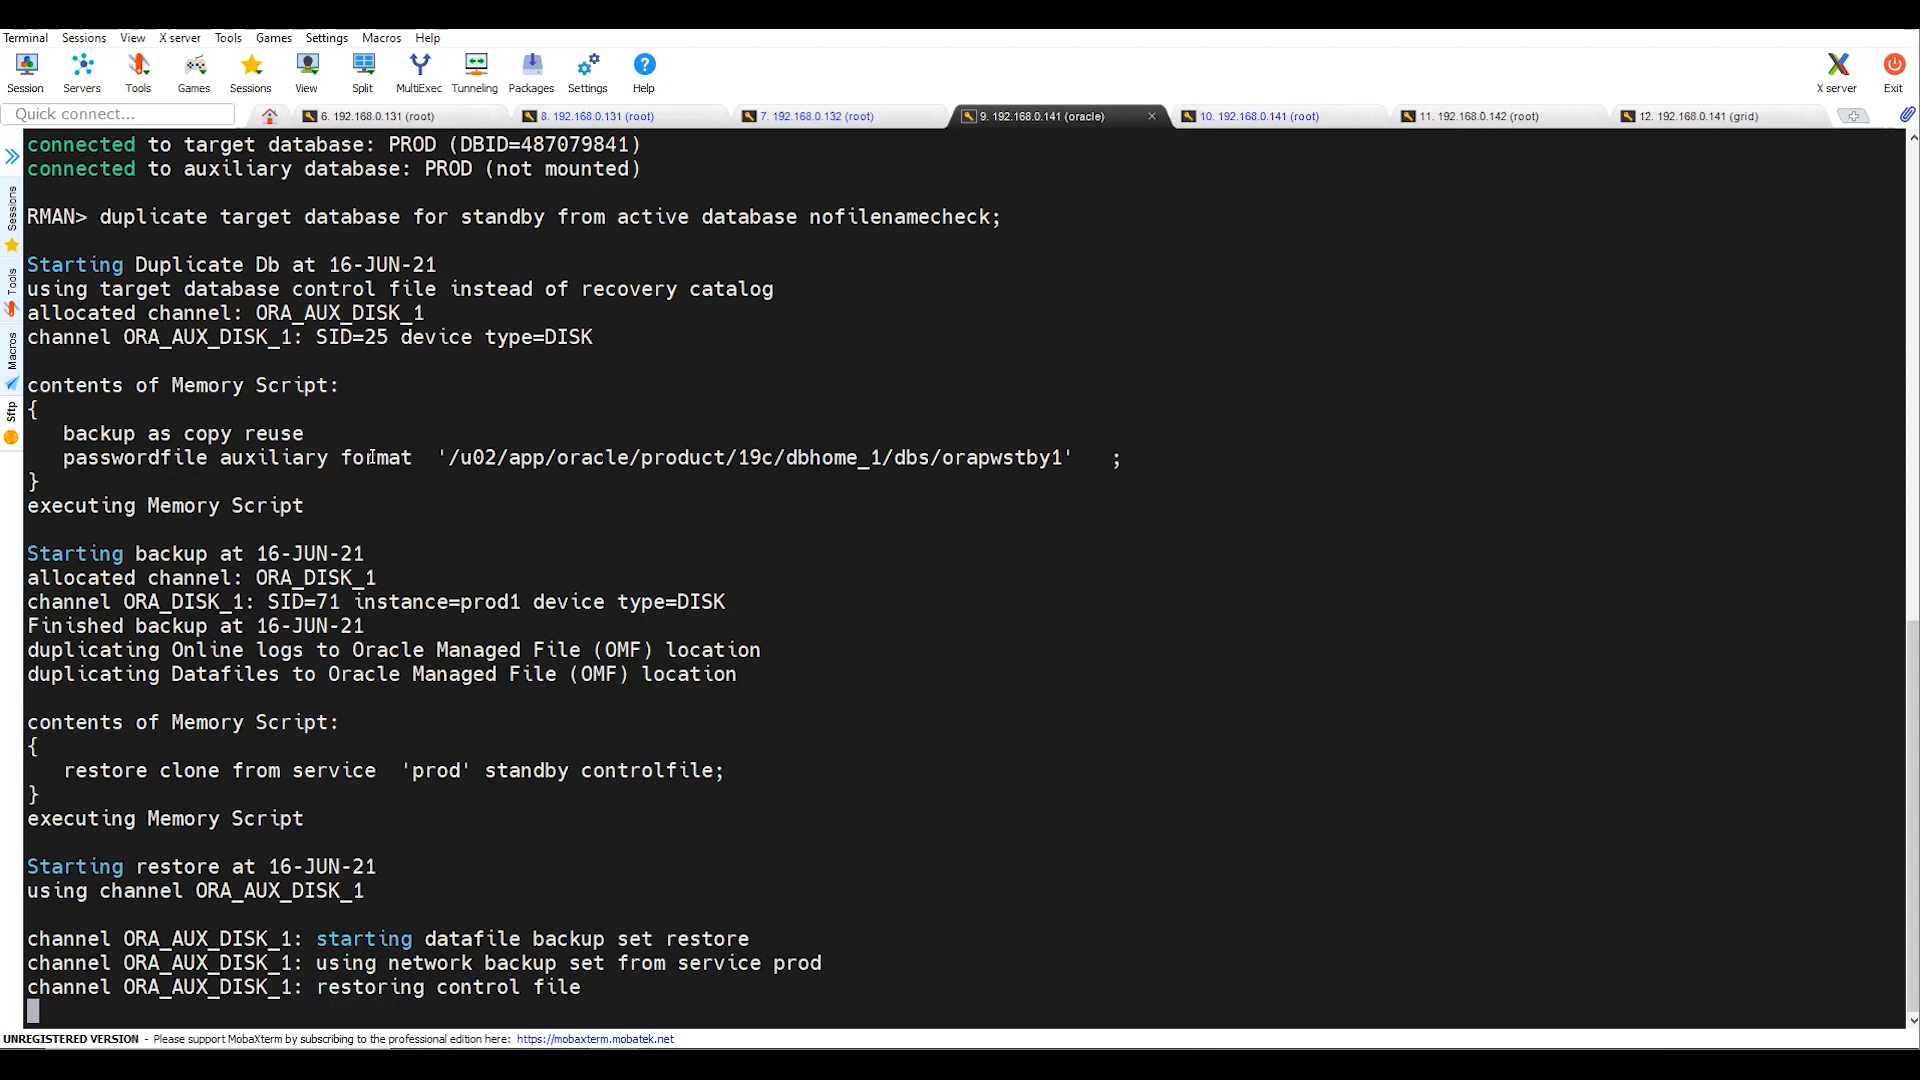 Terminal Sessions View X server Tools Games Settings Macros Help
Session Servers Tools Games Sessions View Split MultiExec Tunneling Packages Settings Help X server Exit
Quick connect... 6. 192.168.0.131 (root) 8. 192.168.0.131 (root) 7. 192.168.0.132 (root) 9. 192.168.0.141 (oracle) 10. 192.168.0.141 (root) 11. 192.168.0.142 (root) 12. 192.168.0.141 (grid)
Sessions
Tools
Macros
Sftp
connected to target database: PROD (DBID=487079841)
connected to auxiliary database: PROD (not mounted)
RMAN> duplicate target database for standby from active database nofilenamecheck;
Starting Duplicate Db at 16-JUN-21
using target database control file instead of recovery catalog
allocated channel: ORA_AUX_DISK_1
channel ORA_AUX_DISK_1: SID=25 device type=DISK
contents of Memory Script:
{
backup as copy reuse
passwordfile auxiliary format '/u02/app/oracle/product/19c/dbhome_1/dbs/orapwstby1' ;
}
executing Memory Script
Starting backup at 16-JUN-21
allocated channel: ORA_DISK_1
channel ORA_DISK_1: SID=71 instance=prod1 device type=DISK
Finished backup at 16-JUN-21
duplicating Online logs to Oracle Managed File (OMF) location
duplicating Datafiles to Oracle Managed File (OMF) location
contents of Memory Script:
{
restore clone from service 'prod' standby controlfile;
}
executing Memory Script
Starting restore at 16-JUN-21
using channel ORA_AUX_DISK_1
channel ORA_AUX_DISK_1: starting datafile backup set restore
channel ORA_AUX_DISK_1: using network backup set from service prod
channel ORA_AUX_DISK_1: restoring control file
UNREGISTERED VERSION - Please support MobaXterm by subscribing to the professional edition here: https://mobaxterm.mobatek.net